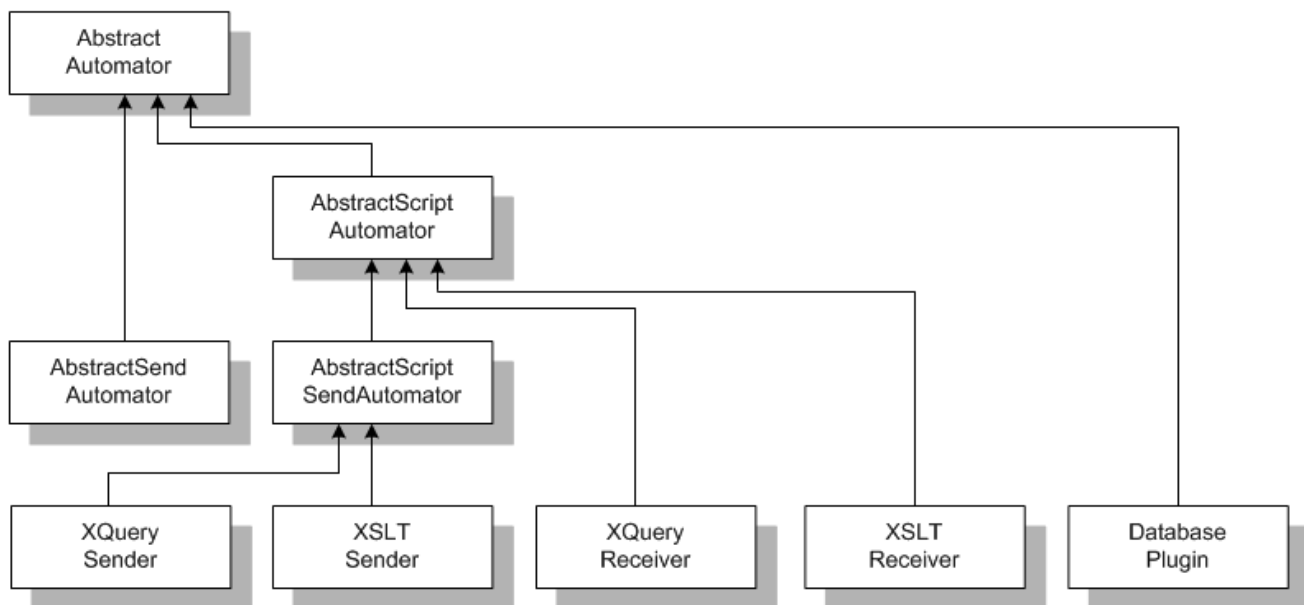 Abstract
Automator
AbstractScript
Automator
AbstractSend
Automator
AbstractScript
SendAutomator
XQuery
Sender
XSLT
Sender
XQuery
Receiver
XSLT
Receiver
Database
Plugin